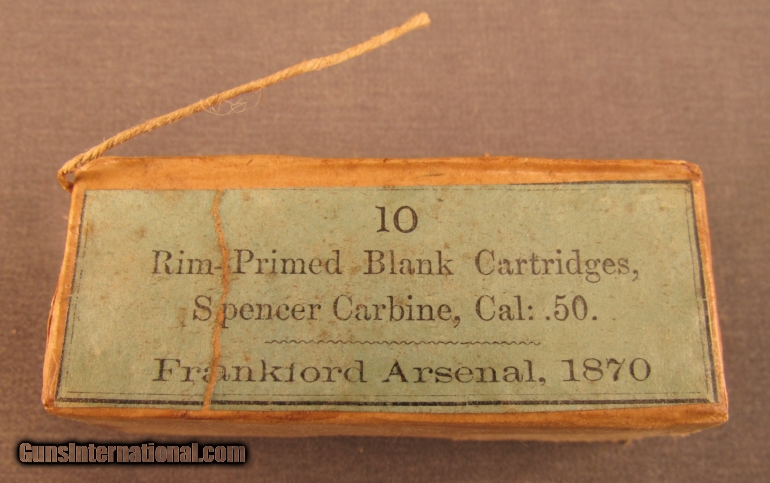 10
Rim-Primed Blank Cartridges,
Spencer Carbine, Cal: .50.
Frankford Arsenal, 1870
GunsInternational.com